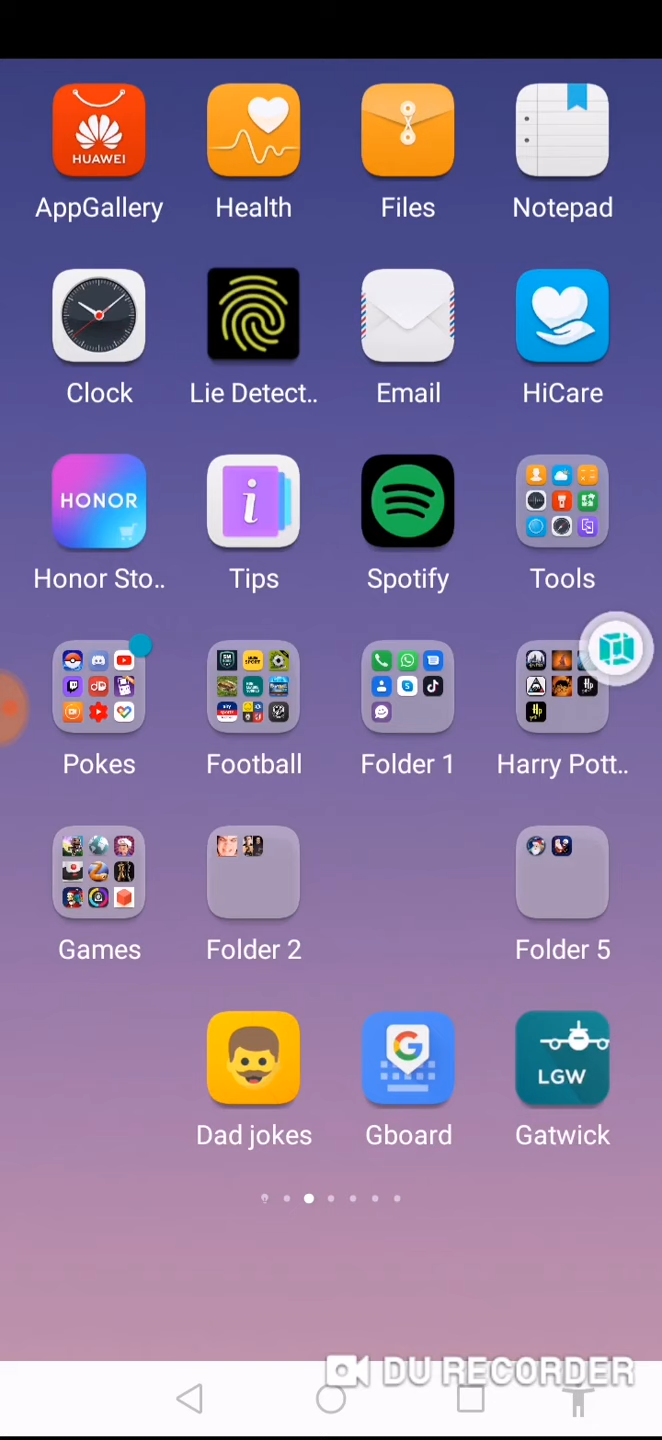 HUAWEI
AppGallery Health Files Notepad
Clock Lie Detect.. Email HiCare
HONOR
Honor Sto.. Tips Spotify Tools
Pokes Football Folder 1 Harry Pott..
Games Folder 2 Folder 5
LGW
Dad jokes Gboard Gatwick
DU RECORDER